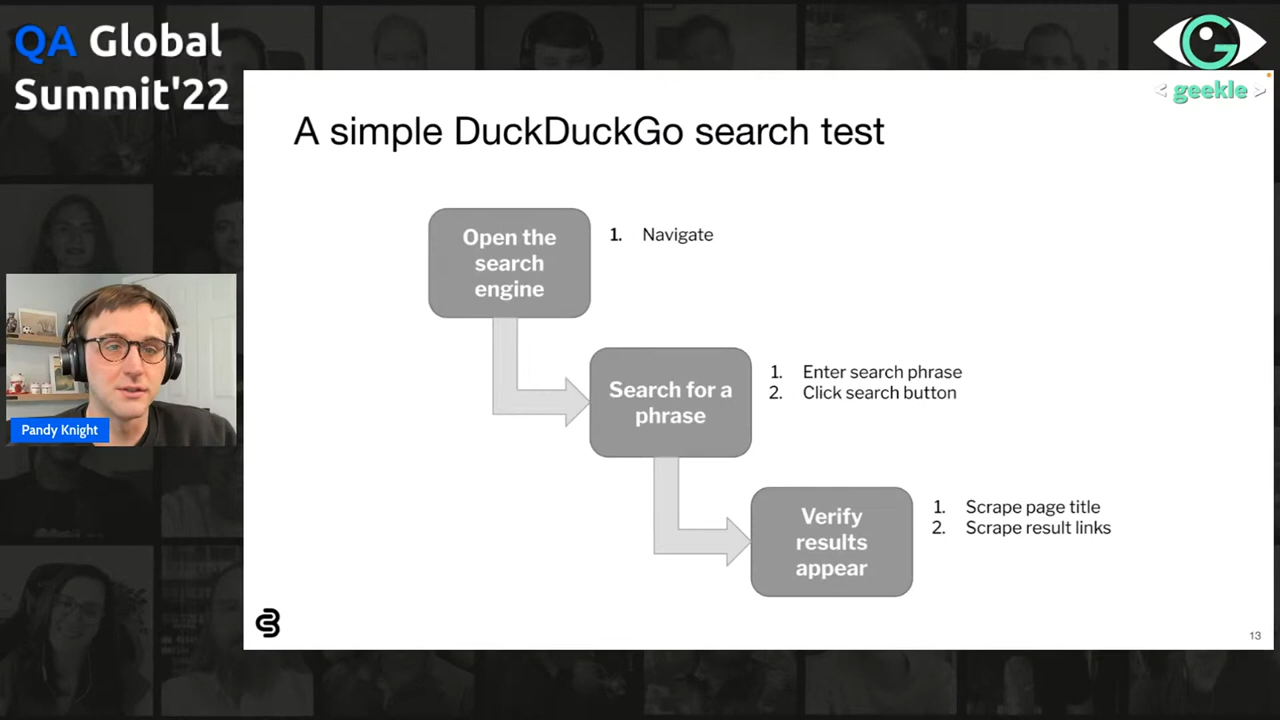 QA Global
Summit'22
G
< geekle >
A simple DuckDuckGo search test
Open the
search
engine
1. Navigate
Search for a
phrase
1. Enter search phrase
2. Click search button
Verify
results
appear
1. Scrape page title
2. Scrape result links
Pandy Knight
13